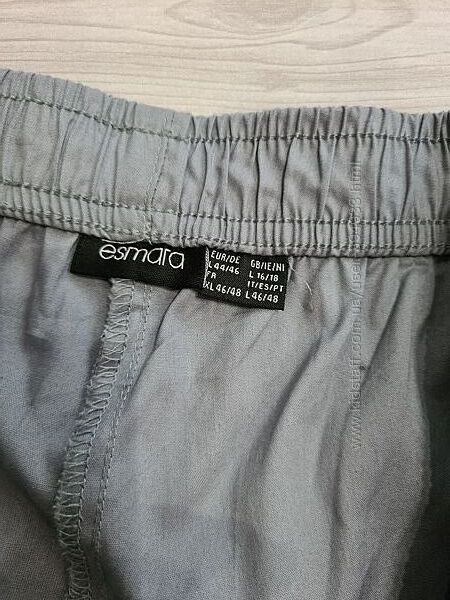 esmara
EUR/DE GB/IE/NI
L 44/46 L 16/18
FR IT/ES/PT
XL 46/48 L 46/48